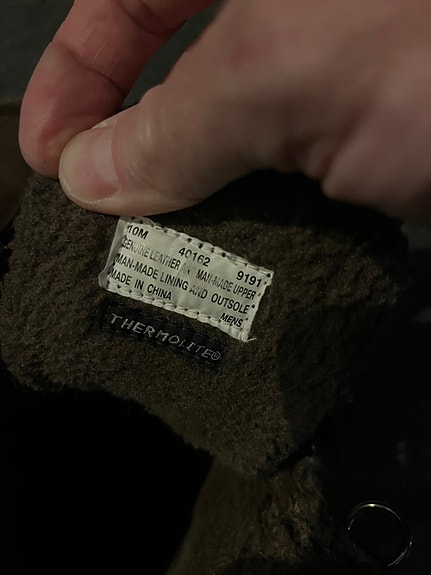 10M 40162 9191
GENUINE LEATHER AND MAN-MADE UPPER
MAN-MADE LINING AND OUTSOLE
MADE IN CHINA MENS
THERMOLITE®